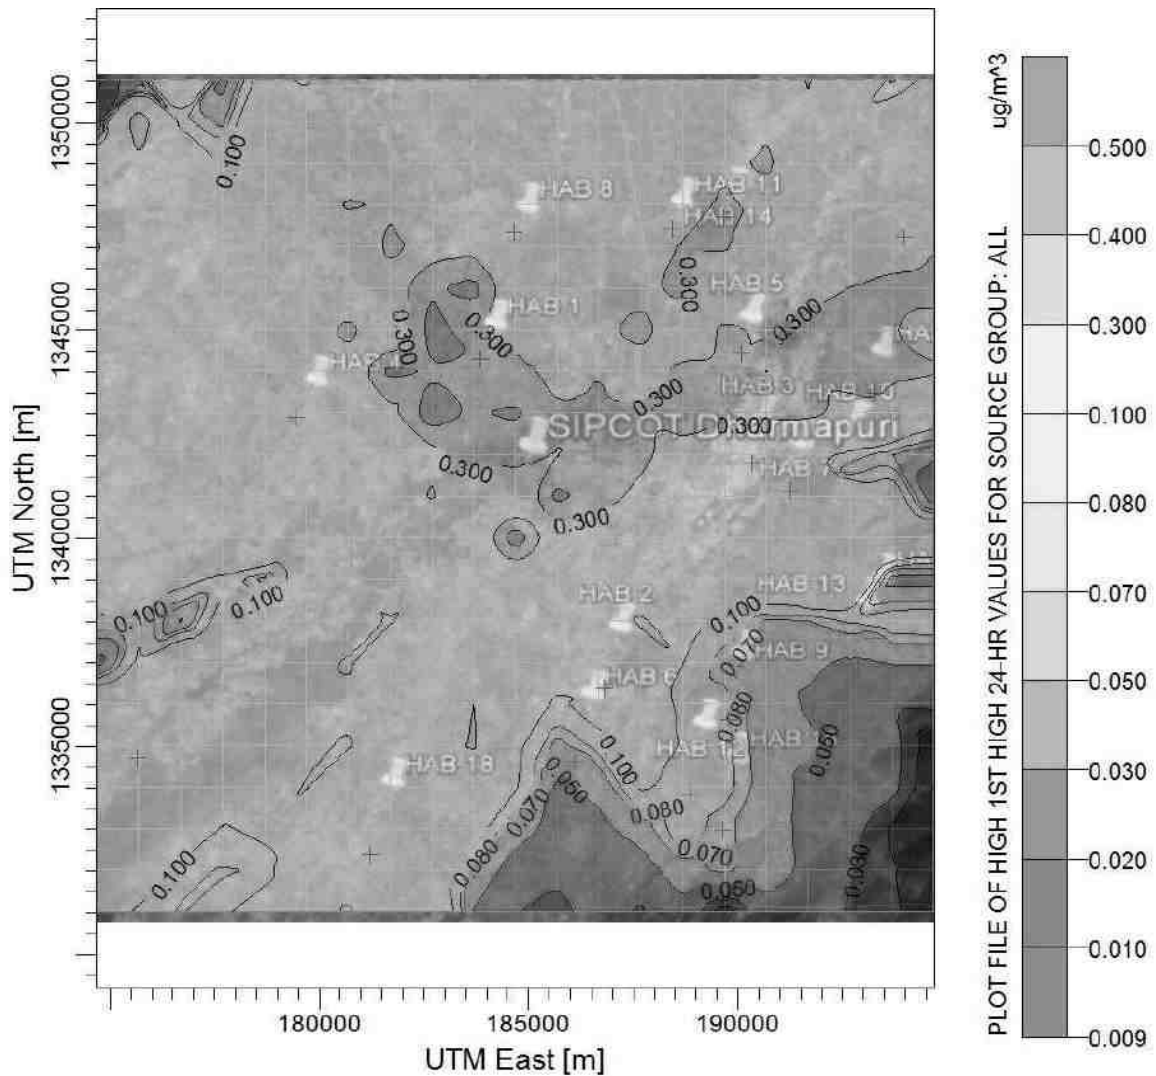 1350000
1345000
1340000
1335000
UTM North [m]
0.100
HAB 8
HAB 11
HAB 14
0.300
HAB 5
HAB 1
0.300
0.300
0.300
HA
0.300
HAB 3
HAB 10
SIPCOT Dharmapuri
0.300
0.300
HAB 7
0.300
HAB 2
HAB 13
0.100
0.100
0.100
0.070
HAB 9
HAB 6
0.080
HAB 12
HAB
0.050
HAB 18
0.100
0.050
0.070
0.080
0.080
0.070
0.100
0.030
180000
185000
190000
UTM East [m]
PLOT FILE OF HIGH 1ST HIGH 24-HR VALUES FOR SOURCE GROUP: ALL
ug/m^3
0.500
0.400
0.300
0.100
0.080
0.070
0.050
0.030
0.020
0.010
0.009